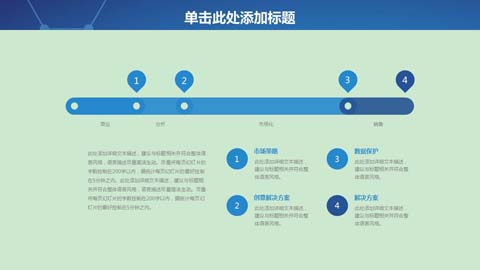 单击此处添加标题
1 2 3 4
商业 分析 市场化 销售
此处添加详细文本描述,
建议与标题相关并符合整体
语言风格,语言描述尽量简洁生动。尽量
将每页幻灯片的
字数控制在200字以内,据统计每页幻灯片的最好控制
在5分钟之内。此处添加详细文本描述,建议与标题相
关并符合整体语言风格,语言描述尽量简洁生动。尽量
将每页幻灯片的字数控制在200字以内,据统计每页幻
灯片的最好控制在5分钟之内。
1 市场策略
此处添加详细文本描述,
建议与标题相关并符合整
体语言风格。
3 数据保护
此处添加详细文本描述,
建议与标题相关并符合整
体语言风格。
2 创意解决方案
此处添加详细文本描述,
建议与标题相关并符合整
体语言风格。
4 解决方案
此处添加详细文本描述,
建议与标题相关并符合整
体语言风格。